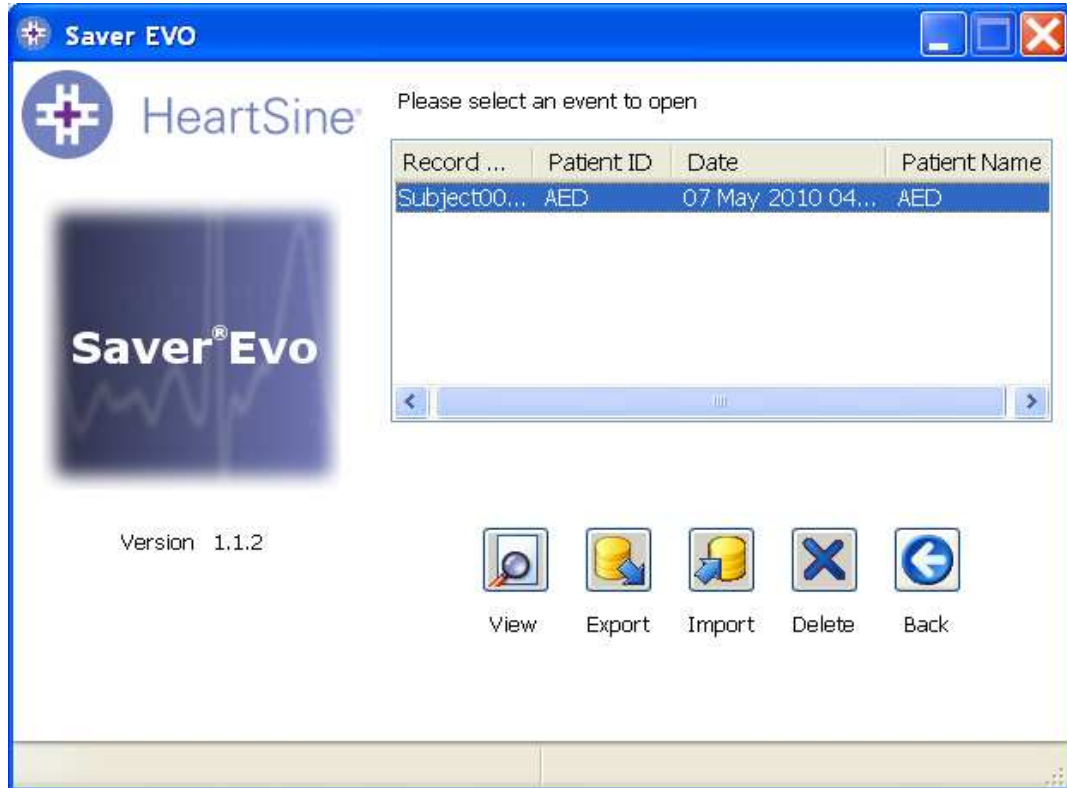 Saver EVO
HeartSine®
Please select an event to open
Record ... Patient ID Date Patient Name
Subject00... AED 07 May 2010 04... AED
Saver®Evo
Version 1.1.2
View Export Import Delete Back